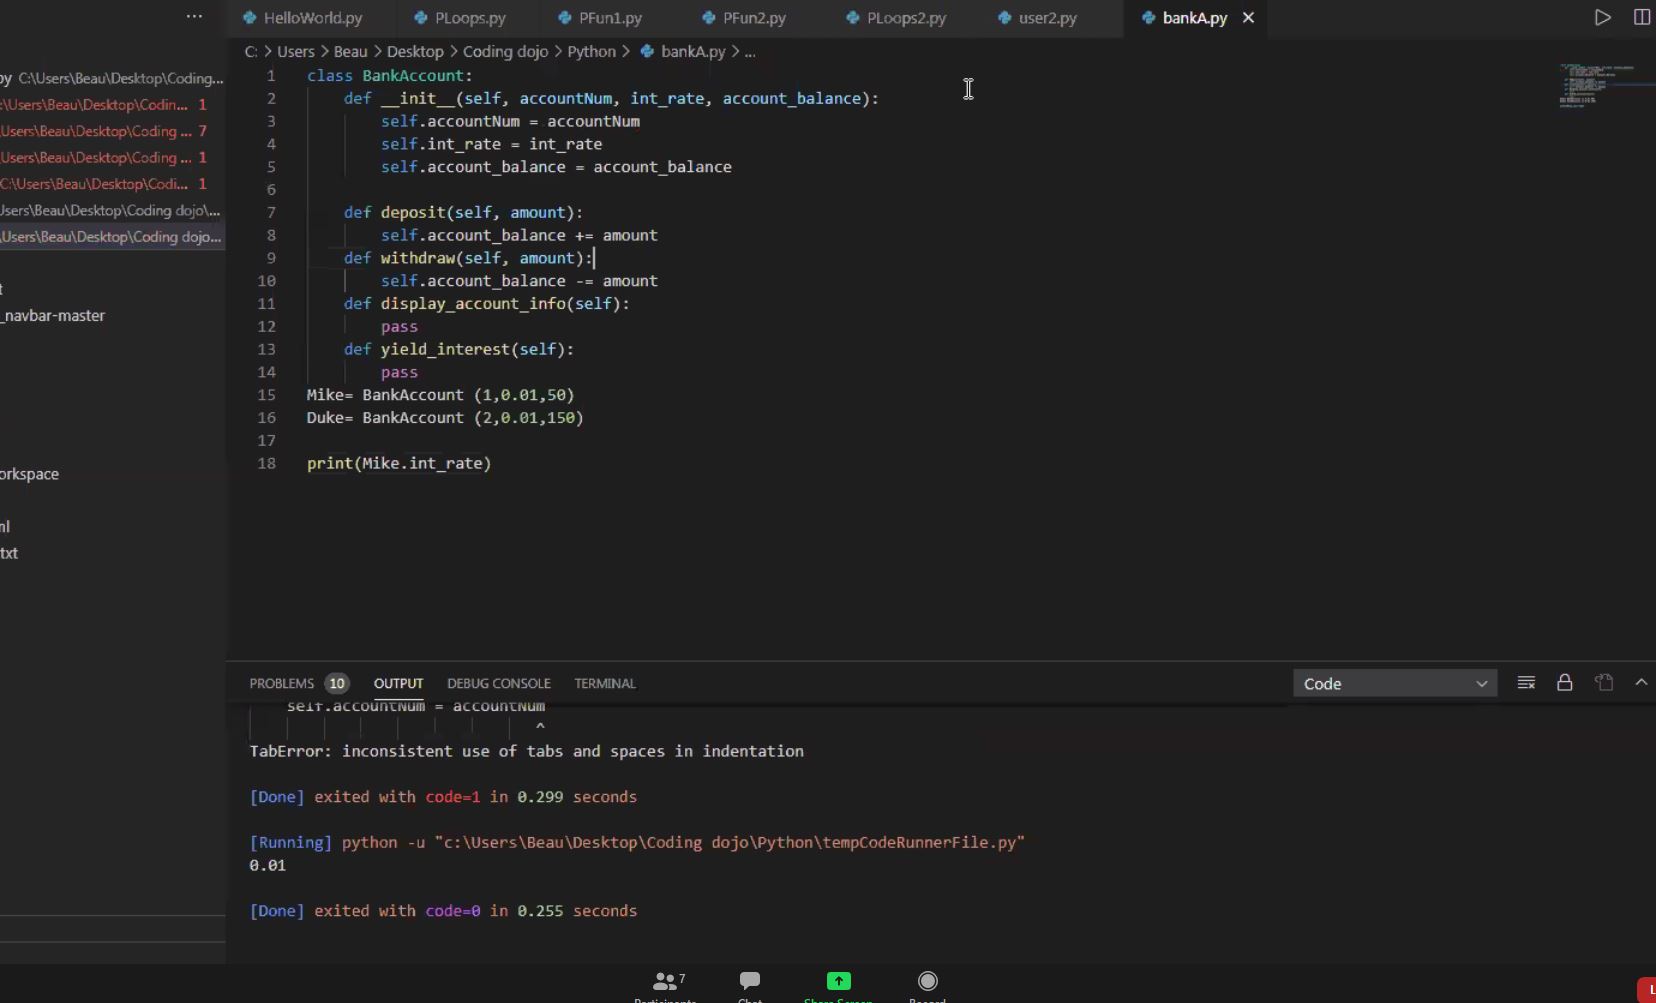 ··· HelloWorld.py PLoops.py PFun1.py PFun2.py PLoops2.py user2.py bankA.py
C: > Users > Beau > Desktop > Coding dojo > Python > bankA.py > ...
py C:\Users\Beau\Desktop\Coding...
:\Users\Beau\Desktop\Codin... 1
Users\Beau\Desktop\Coding ... 7
\Users\Beau\Desktop\Coding ... 1
C:\Users\Beau\Desktop\Codi... 1
Jsers\Beau\Desktop\Coding dojo\...
\Users\Beau\Desktop\Coding dojo...
t
_navbar-master
orkspace
ml
txt
1 class BankAccount:
2 def __init__(self, accountNum, int_rate, account_balance):
3 self.accountNum = accountNum
4 self.int_rate = int_rate
5 self.account_balance = account_balance
6
7 def deposit(self, amount):
8 self.account_balance += amount
9 def withdraw(self, amount):
10 self.account_balance -= amount
11 def display_account_info(self):
12 pass
13 def yield_interest(self):
14 pass
15 Mike= BankAccount (1,0.01,50)
16 Duke= BankAccount (2,0.01,150)
17
18 print(Mike.int_rate)
PROBLEMS 10 OUTPUT DEBUG CONSOLE TERMINAL Code
self.accountNum = accountNum
^
TabError: inconsistent use of tabs and spaces in indentation
[Done] exited with code=1 in 0.299 seconds
[Running] python -u "c:\Users\Beau\Desktop\Coding dojo\Python\tempCodeRunnerFile.py"
0.01
[Done] exited with code=0 in 0.255 seconds
7
Participants Chat Share Screen Record
L